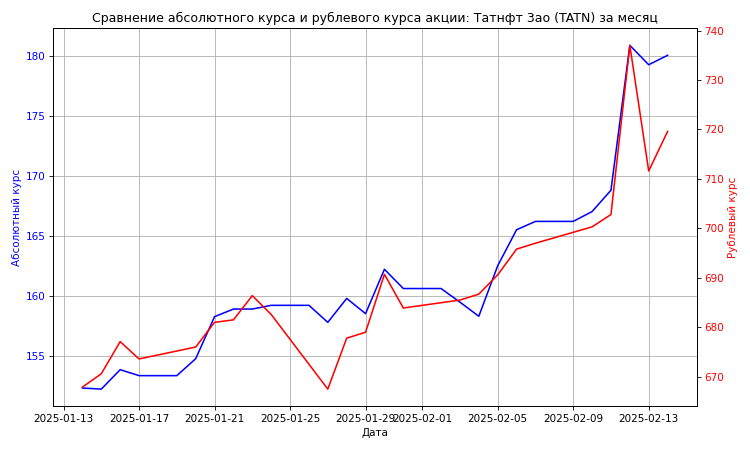 Сравнение абсолютного курса и рублевого курса акции: Татнфт 3ао (TATN) за месяц
740
180
730
175
720
170
710
Абсолютный курс
Рублевый курс
700
165
690
160
680
155
670
2025-01-13 2025-01-17 2025-01-21 2025-01-25 2025-01-29 2025-02-01 2025-02-05 2025-02-09 2025-02-13
Дата